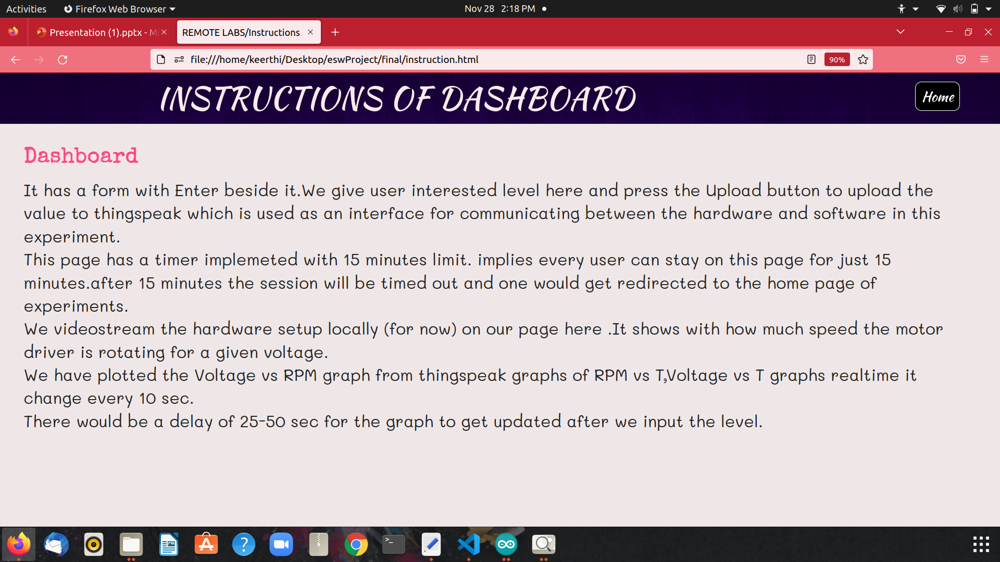 Activities Firefox Web Browser Nov 28 2:18 PM
Presentation (1).pptx - Mi REMOTE LABS/Instructions
file:///home/keerthi/Desktop/eswProject/final/instruction.html 90%
INSTRUCTIONS OF DASHBOARD Home
Dashboard
It has a form with Enter beside it.We give user interested level here and press the Upload button to upload the
value to thingspeak which is used as an interface for communicating between the hardware and software in this
experiment.
This page has a timer implemeted with 15 minutes limit. implies every user can stay on this page for just 15
minutes.after 15 minutes the session will be timed out and one would get redirected to the home page of
experiments.
We videostream the hardware setup locally (for now) on our page here .It shows with how much speed the motor
driver is rotating for a given voltage.
We have plotted the Voltage vs RPM graph from thingspeak graphs of RPM vs T,Voltage vs T graphs realtime it
change every 10 sec.
There would be a delay of 25-50 sec for the graph to get updated after we input the level.